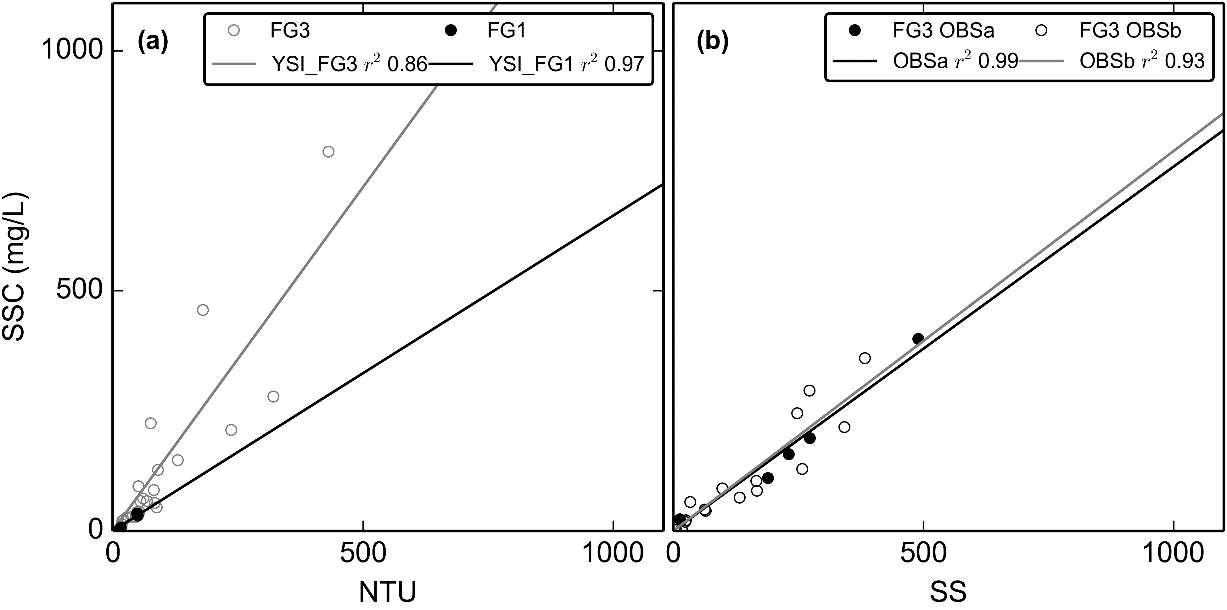 (a)
FG3
FG1
YSI_FG3 r² 0.86
YSI_FG1 r² 0.97
(b)
FG3 OBSa
FG3 OBSb
OBSa r² 0.99
OBSb r² 0.93
1000
500
0
SSC (mg/L)
0 500 1000
NTU
0 500 1000
SS